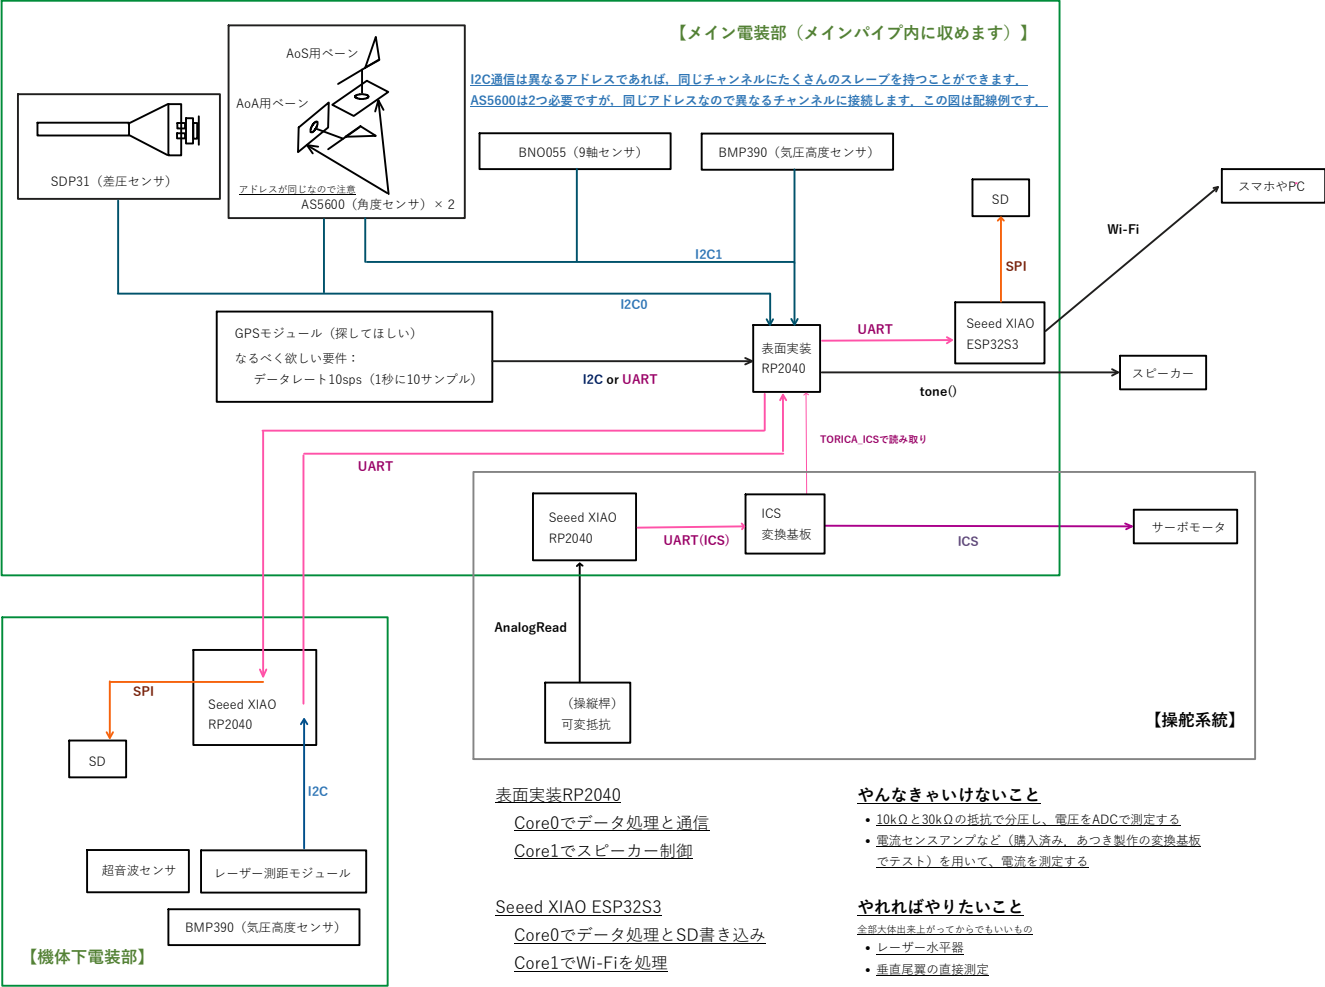 【メイン電装部（メインパイプ内に収めます）】
AoS用ベーン
I2C通信は異なるアドレスであれば，同じチャンネルにたくさんのスレーブを持つことができます．
AoA用ベーン
AS5600は2つ必要ですが，同じアドレスなので異なるチャンネルに接続します．この図は配線例です．
BNO055（9軸センサ）
BMP390（気圧高度センサ）
SDP31（差圧センサ）
アドレスが同じなので注意
AS5600（角度センサ）× 2
SD
スマホやPC
Wi-Fi
I2C1
SPI
I2C0
GPSモジュール（探してほしい）
なるべく欲しい要件：
データレート10sps（1秒に10サンプル）
I2C or UART
表面実装
RP2040
UART
Seeed XIAO
ESP32S3
スピーカー
tone()
TORICA_ICSで読み取り
UART
Seeed XIAO
RP2040
UART(ICS)
ICS
変換基板
ICS
サーボモータ
AnalogRead
（操縦桿）
可変抵抗
【操舵系統】
SPI
Seeed XIAO
RP2040
SD
I2C
超音波センサ
レーザー測距モジュール
BMP390（気圧高度センサ）
【機体下電装部】
表面実装RP2040
Core0でデータ処理と通信
Core1でスピーカー制御
Seeed XIAO ESP32S3
Core0でデータ処理とSD書き込み
Core1でWi-Fiを処理
やんなきゃいけないこと
• 10kΩと30kΩの抵抗で分圧し、電圧をADCで測定する
• 電流センスアンプなど（購入済み．あつき製作の変換基板
でテスト）を用いて、電流を測定する
やれればやりたいこと
全部大体出来上がってからでもいいもの
• レーザー水平器
• 垂直尾翼の直接測定